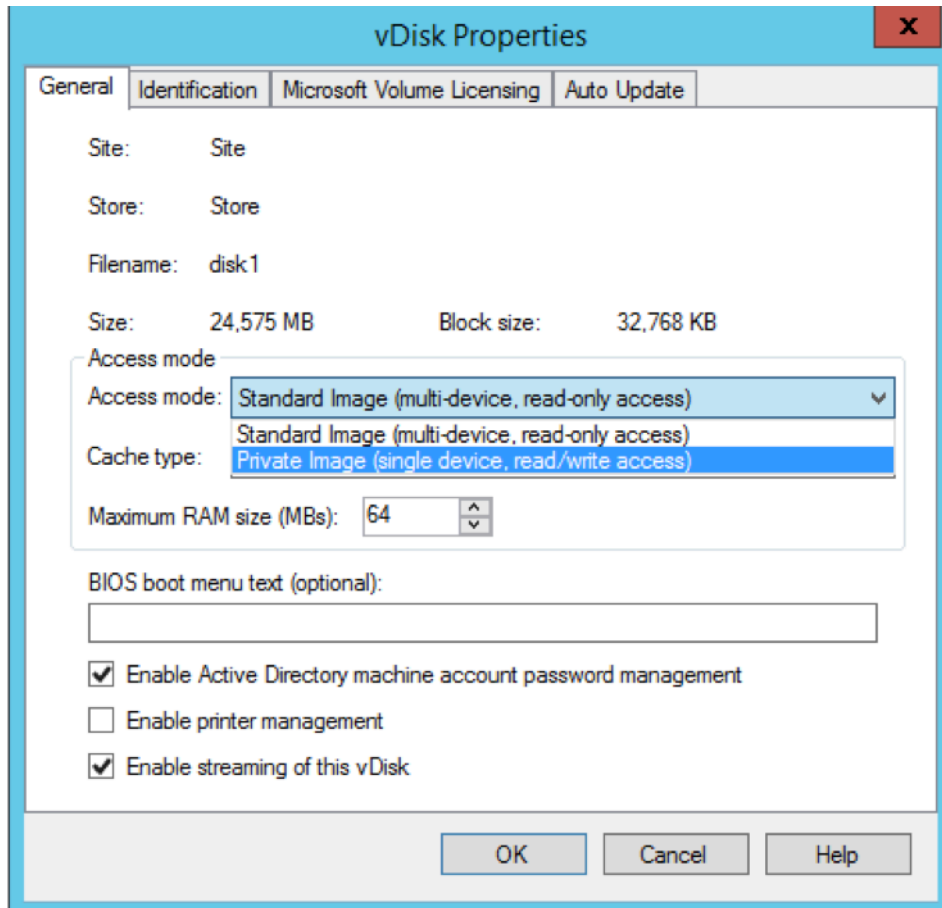 vDisk Properties
x
General Identification Microsoft Volume Licensing Auto Update
Site: Site
Store: Store
Filename: disk1
Size: 24,575 MB Block size: 32,768 KB
Access mode
Access mode: Standard Image (multi-device, read-only access)
Standard Image (multi-device, read-only access)
Cache type: Private Image (single device, read/write access)
Maximum RAM size (MBs): 64
BIOS boot menu text (optional):
Enable Active Directory machine account password management
Enable printer management
Enable streaming of this vDisk
OK Cancel Help